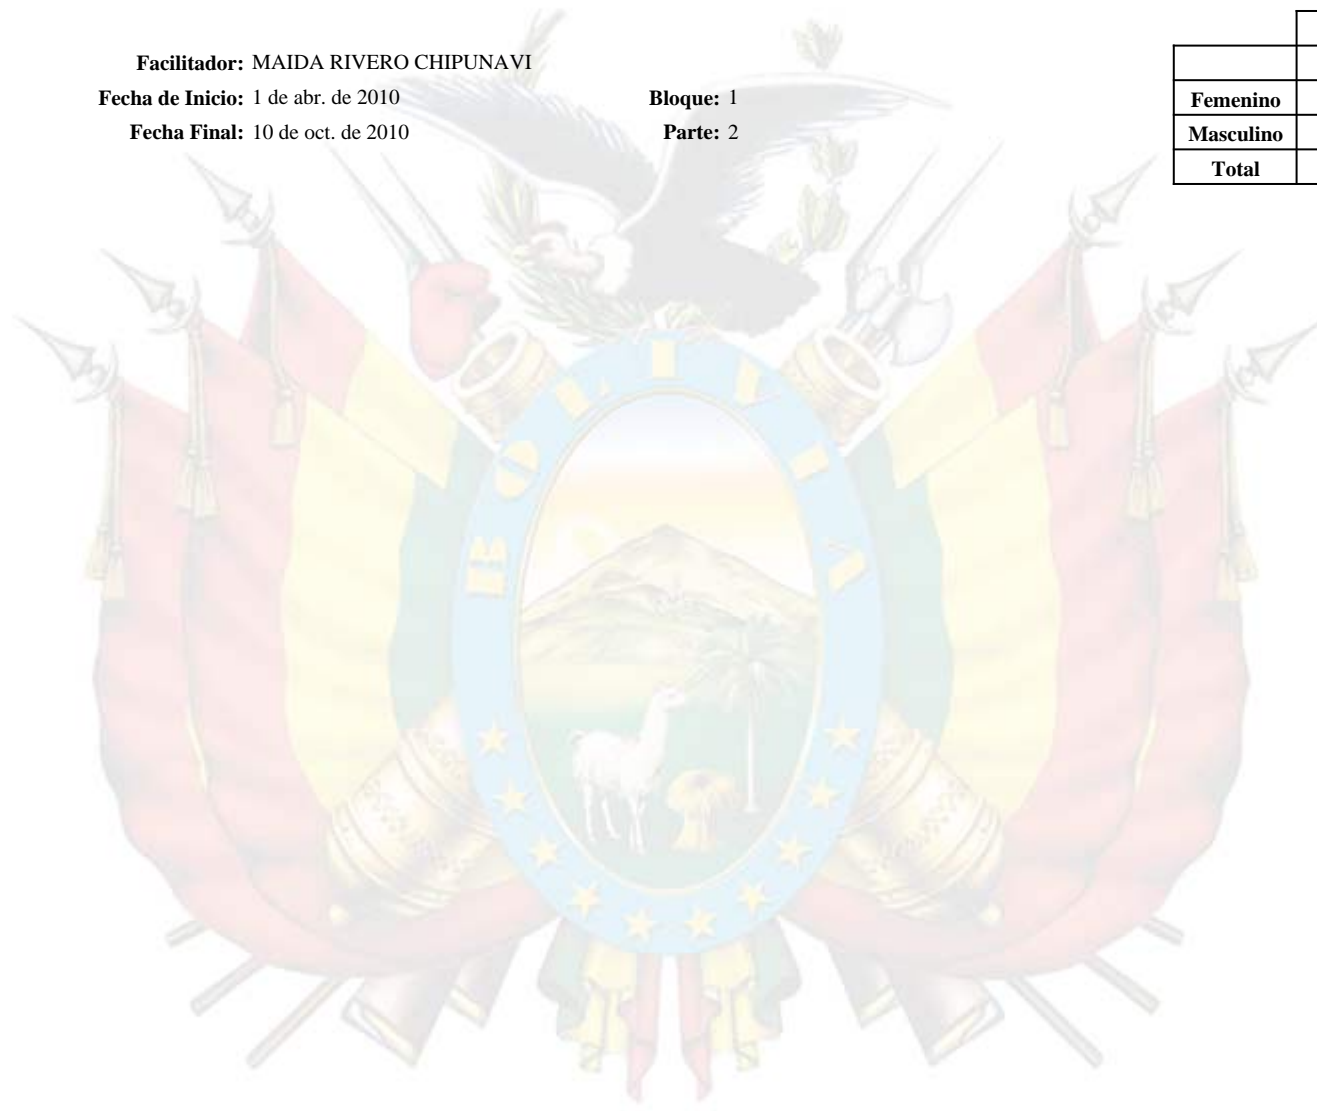 Facilitador: MAIDA RIVERO CHIPUNAVI
Fecha de Inicio: 1 de abr. de 2010 Bloque: 1
Fecha Final: 10 de oct. de 2010 Parte: 2
Femenino
Masculino
Total
BOLIVIA